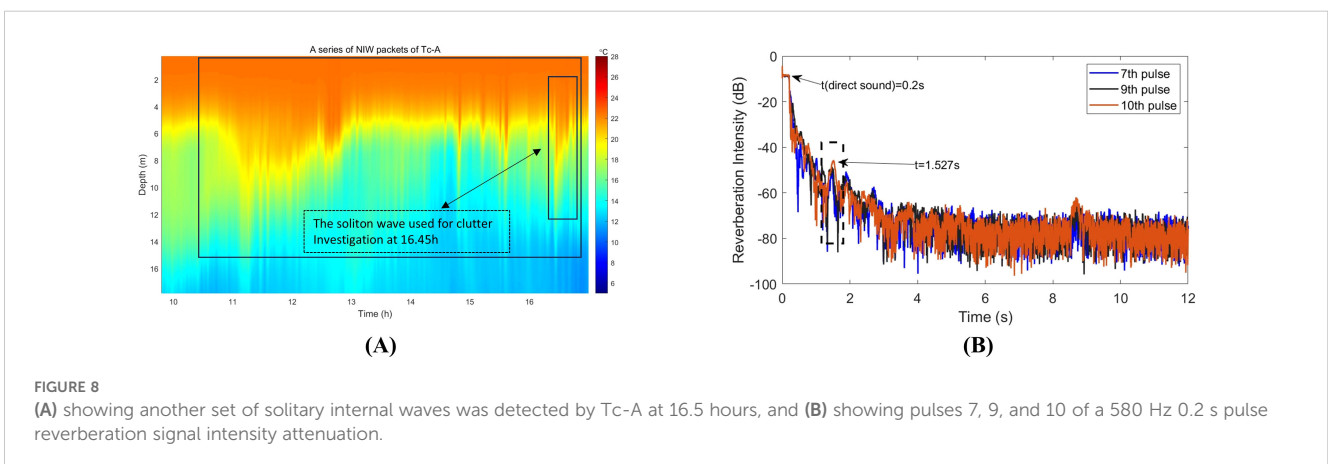 A series of NIW packets of Tc-A
°C
28
26
24
22
20
18
16
14
12
10
8
6
2
4
6
8
10
12
14
16
Depth (m)
The soliton wave used for clutter
Investigation at 16.45h
10
11
12
13
14
15
16
Time (h)
(A)
0
-20
-40
-60
-80
-100
Reverberation Intensity (dB)
t(direct sound)=0.2s
7th pulse
9th pulse
10th pulse
t=1.527s
0
2
4
6
8
10
12
Time (s)
(B)
FIGURE 8
(A) showing another set of solitary internal waves was detected by Tc-A at 16.5 hours, and (B) showing pulses 7, 9, and 10 of a 580 Hz 0.2 s pulse
reverberation signal intensity attenuation.